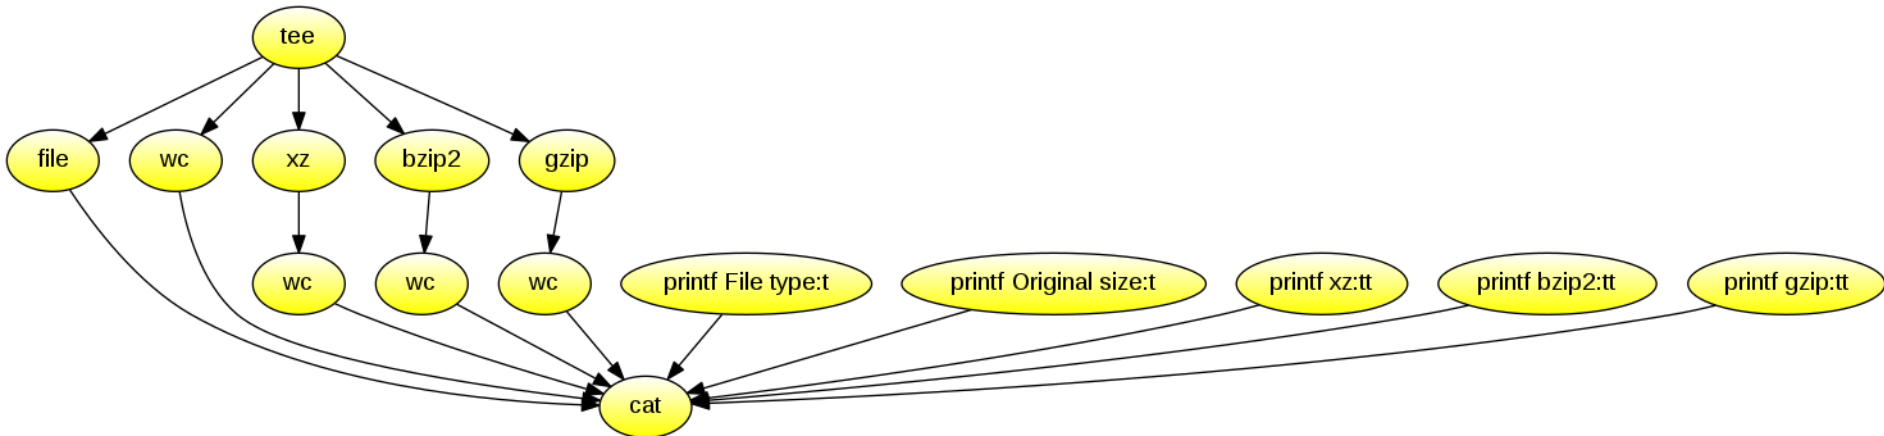 tee
file
wc
xz
bzip2
gzip
wc
wc
wc
printf File type:t
printf Original size:t
printf xz:tt
printf bzip2:tt
printf gzip:tt
cat